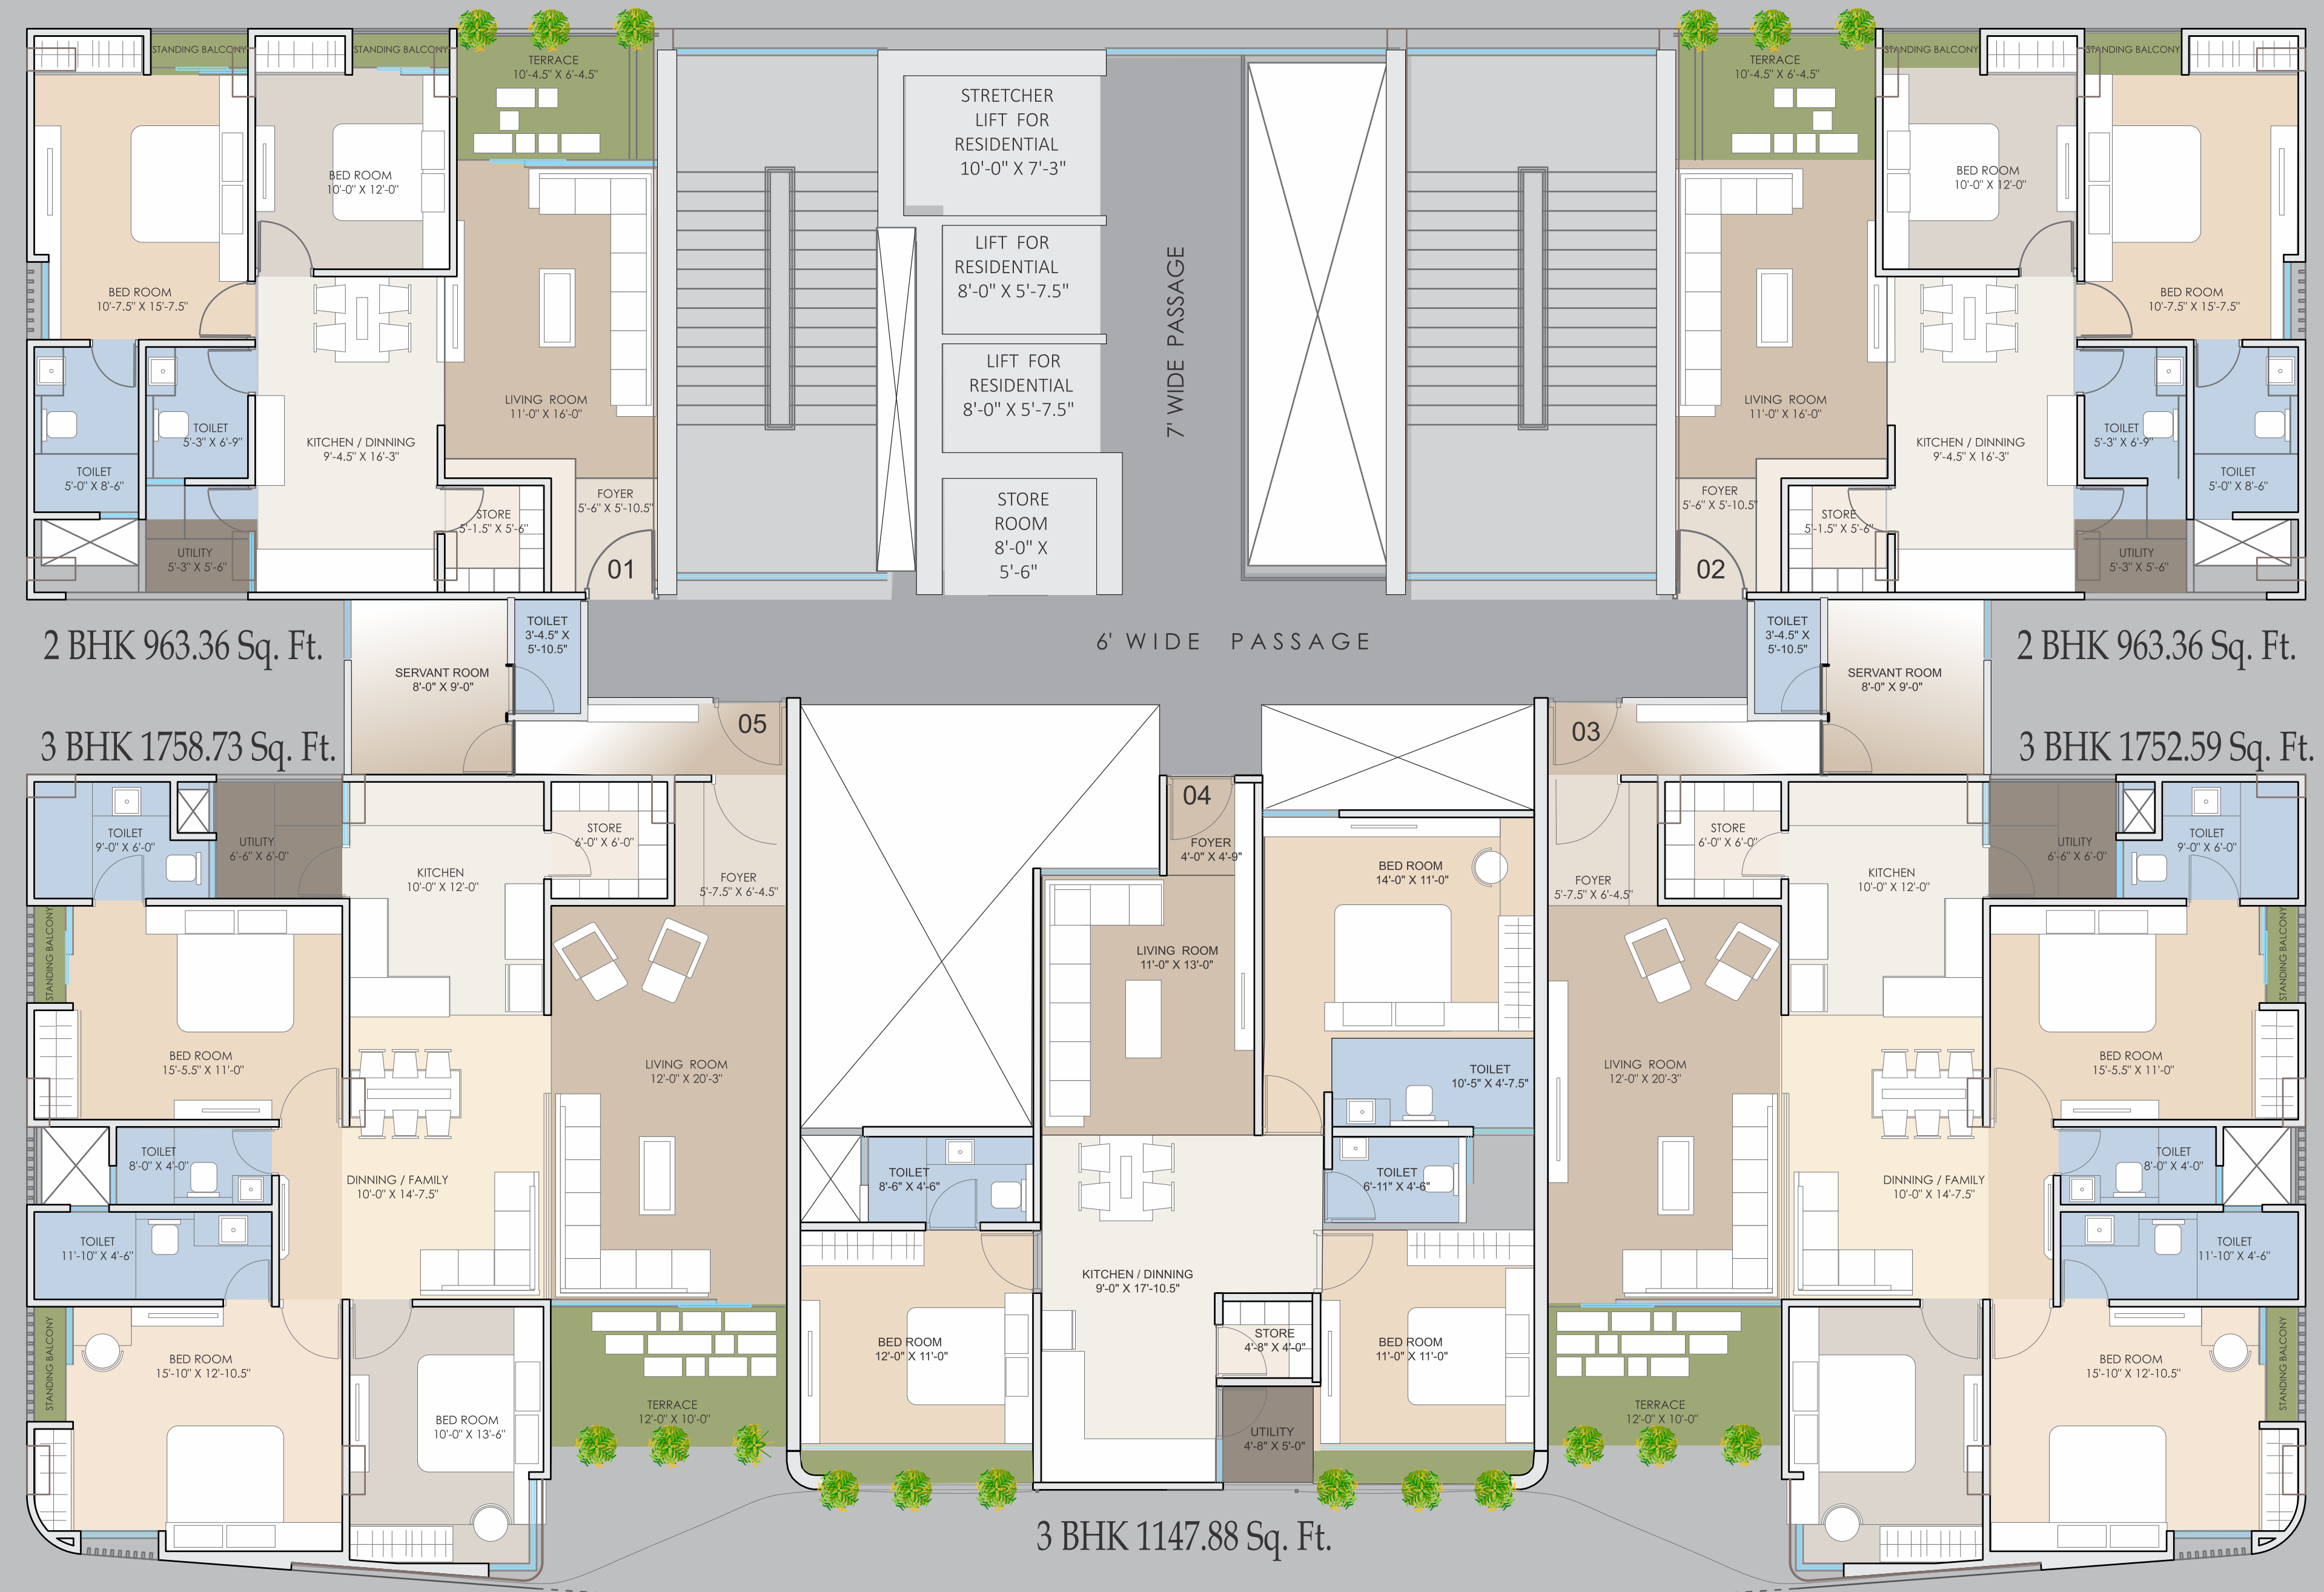 STANDING BALCONY
STANDING BALCONY
TERRACE
10'-4.5" X 6'-4.5"
BED ROOM
10'-0" X 12'-0"
BED ROOM
10'-7.5" X 15'-7.5"
LIVING ROOM
11'-0" X 16'-0"
TOILET
5'-3" X 6'-9"
KITCHEN / DINNING
9'-4.5" X 16'-3"
TOILET
5'-0" X 8'-6"
FOYER
5'-6" X 5'-10.5"
STORE
5'-1.5" X 5'-6"
UTILITY
5'-3" X 5'-6"
01
STRETCHER
LIFT FOR
RESIDENTIAL
10'-0" X 7'-3"
LIFT FOR
RESIDENTIAL
8'-0" X 5'-7.5"
LIFT FOR
RESIDENTIAL
8'-0" X 5'-7.5"
STORE
ROOM
8'-0" X
5'-6"
7' WIDE PASSAGE
TERRACE
10'-4.5" X 6'-4.5"
STANDING BALCONY
STANDING BALCONY
BED ROOM
10'-0" X 12'-0"
BED ROOM
10'-7.5" X 15'-7.5"
LIVING ROOM
11'-0" X 16'-0"
KITCHEN / DINNING
9'-4.5" X 16'-3"
TOILET
5'-3" X 6'-9"
TOILET
5'-0" X 8'-6"
FOYER
5'-6" X 5'-10.5"
STORE
5'-1.5" X 5'-6"
UTILITY
5'-3" X 5'-6"
02
2 BHK 963.36 Sq. Ft.
SERVANT ROOM
8'-0" X 9'-0"
TOILET
3'-4.5" X
5'-10.5"
6' WIDE PASSAGE
TOILET
3'-4.5" X
5'-10.5"
SERVANT ROOM
8'-0" X 9'-0"
2 BHK 963.36 Sq. Ft.
3 BHK 1758.73 Sq. Ft.
05
03
3 BHK 1752.59 Sq. Ft.
TOILET
9'-0" X 6'-0"
UTILITY
6'-6" X 6'-0"
KITCHEN
10'-0" X 12'-0"
STORE
6'-0" X 6'-0"
FOYER
5'-7.5" X 6'-4.5"
STANDING BALCONY
BED ROOM
15'-5.5" X 11'-0"
LIVING ROOM
12'-0" X 20'-3"
TOILET
8'-0" X 4'-0"
DINNING / FAMILY
10'-0" X 14'-7.5"
TOILET
11'-10" X 4'-6"
STANDING BALCONY
BED ROOM
15'-10" X 12'-10.5"
BED ROOM
10'-0" X 13'-6"
TERRACE
12'-0" X 10'-0"
04
FOYER
4'-0" X 4'-9"
BED ROOM
14'-0" X 11'-0"
LIVING ROOM
11'-0" X 13'-0"
TOILET
10'-5" X 4'-7.5"
TOILET
8'-6" X 4'-6"
TOILET
6'-11" X 4'-6"
KITCHEN / DINNING
9'-0" X 17'-10.5"
BED ROOM
12'-0" X 11'-0"
STORE
4'-8" X 4'-0"
BED ROOM
11'-0" X 11'-0"
UTILITY
4'-8" X 5'-0"
3 BHK 1147.88 Sq. Ft.
FOYER
5'-7.5" X 6'-4.5"
STORE
6'-0" X 6'-0"
KITCHEN
10'-0" X 12'-0"
UTILITY
6'-6" X 6'-0"
TOILET
9'-0" X 6'-0"
STANDING BALCONY
LIVING ROOM
12'-0" X 20'-3"
BED ROOM
15'-5.5" X 11'-0"
TOILET
8'-0" X 4'-0"
DINNING / FAMILY
10'-0" X 14'-7.5"
TOILET
11'-10" X 4'-6"
BED ROOM
15'-10" X 12'-10.5"
STANDING BALCONY
TERRACE
12'-0" X 10'-0"